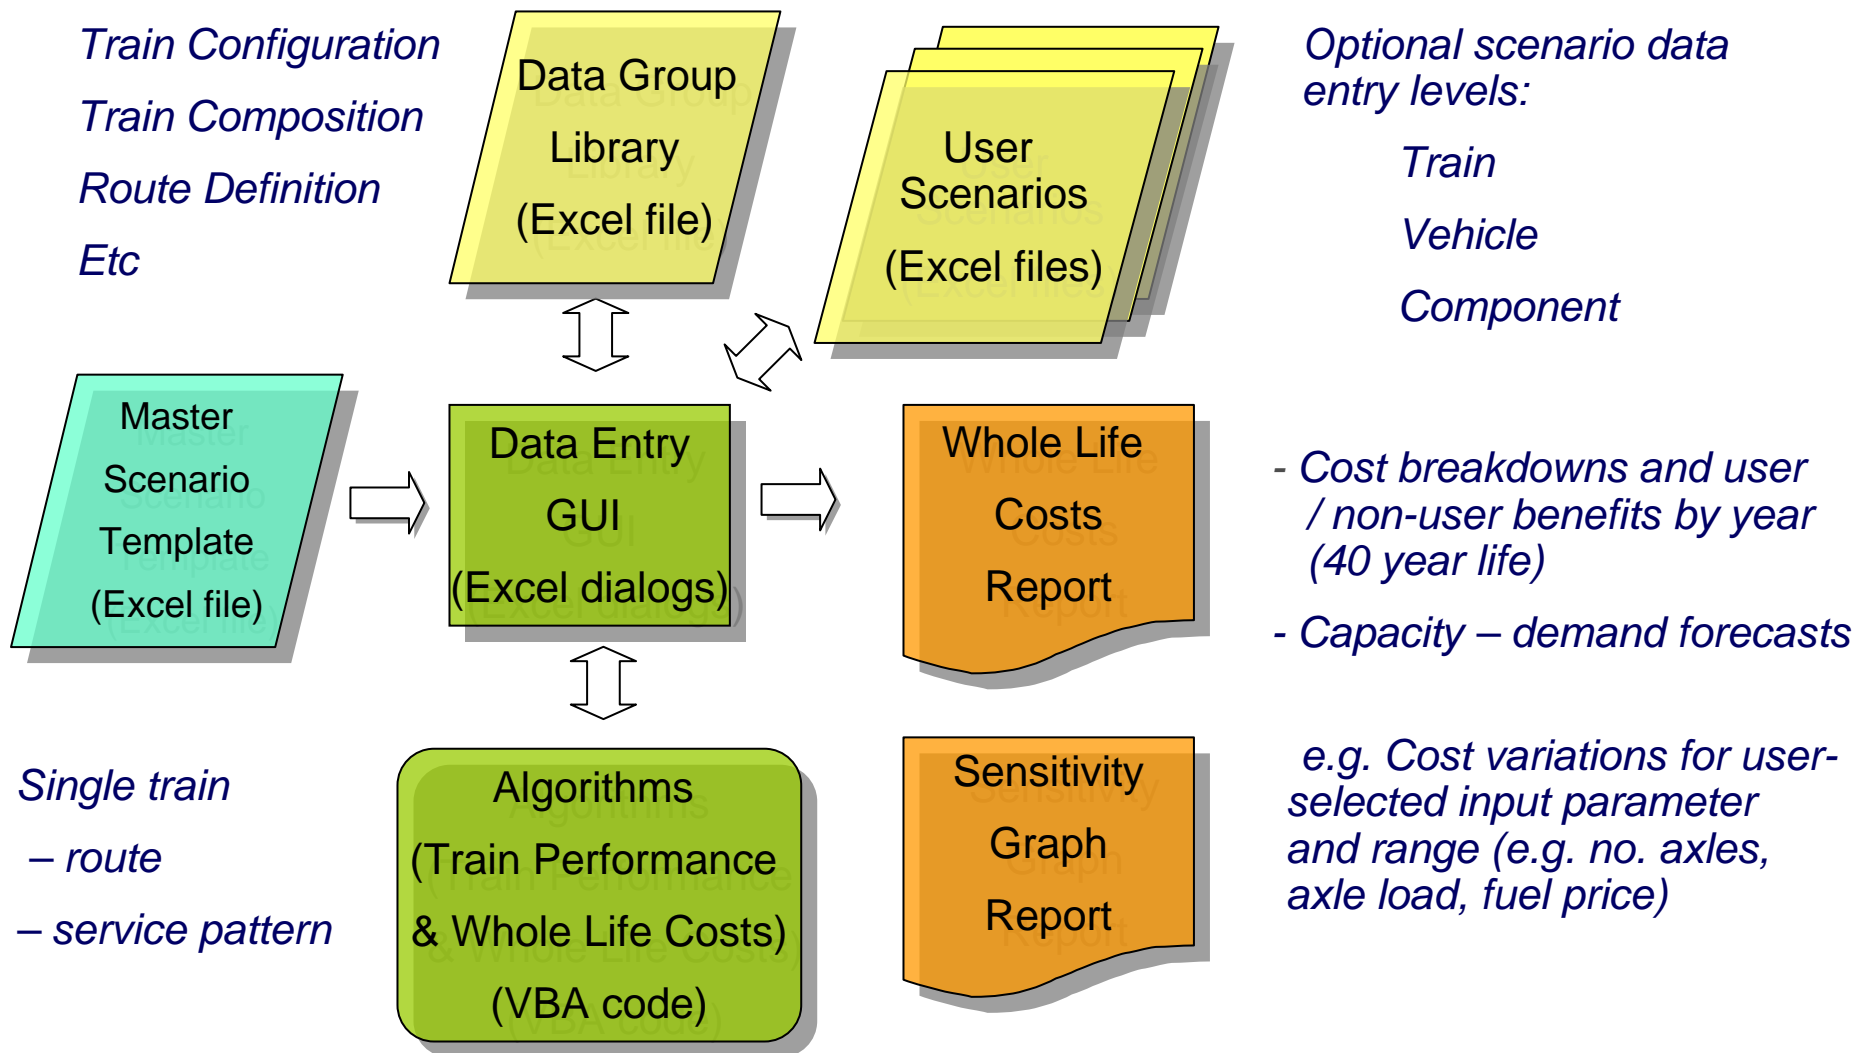 Train Configuration
Train Composition
Route Definition
Etc
Data Group
Library
(Excel file)
User
Scenarios
(Excel files)
Optional scenario data
entry levels:
Train
Vehicle
Component
Master
Scenario
Template
(Excel file)
Data Entry
GUI
(Excel dialogs)
Whole Life
Costs
Report
- Cost breakdowns and user
/ non-user benefits by year
(40 year life)
- Capacity – demand forecasts
Single train
– route
– service pattern
Algorithms
(Train Performance
& Whole Life Costs)
(VBA code)
Sensitivity
Graph
Report
e.g. Cost variations for user-
selected input parameter
and range (e.g. no. axles,
axle load, fuel price)